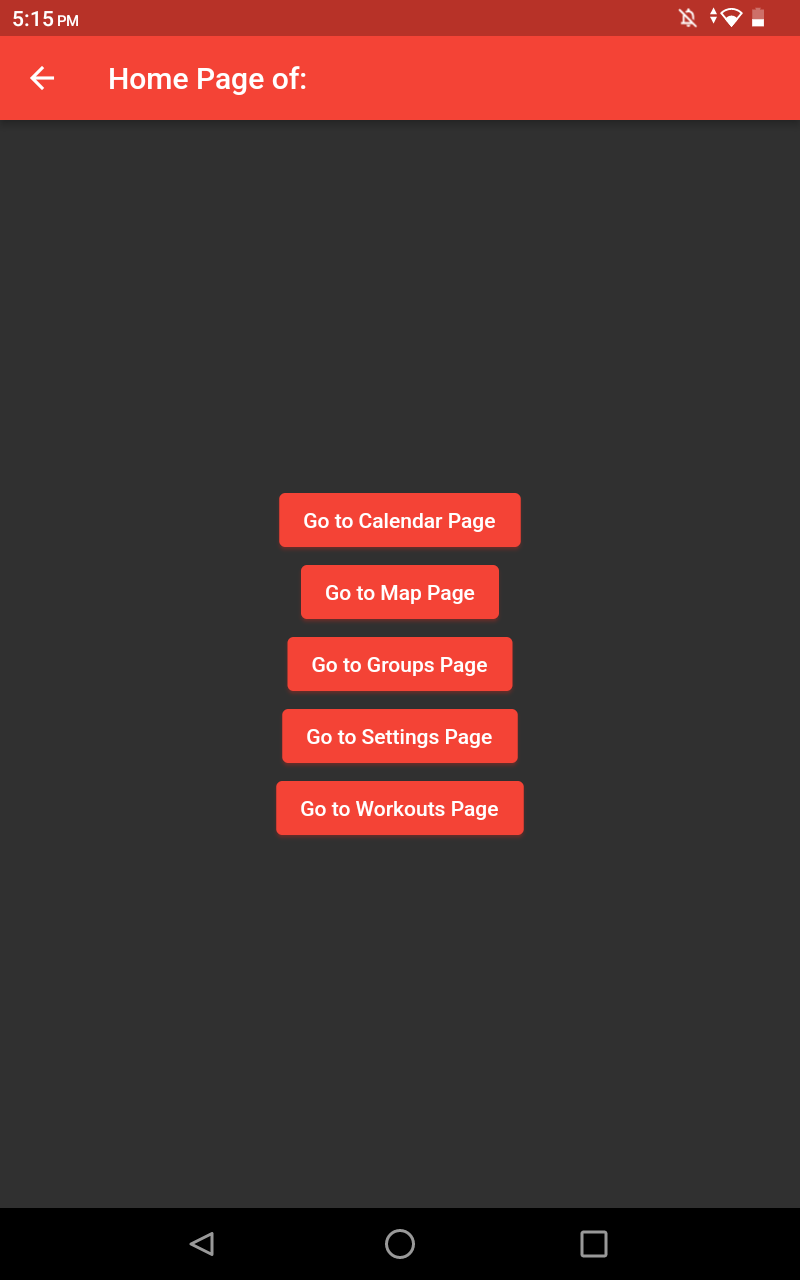 5:15 PM
Home Page of:
Go to Calendar Page
Go to Map Page
Go to Groups Page
Go to Settings Page
Go to Workouts Page